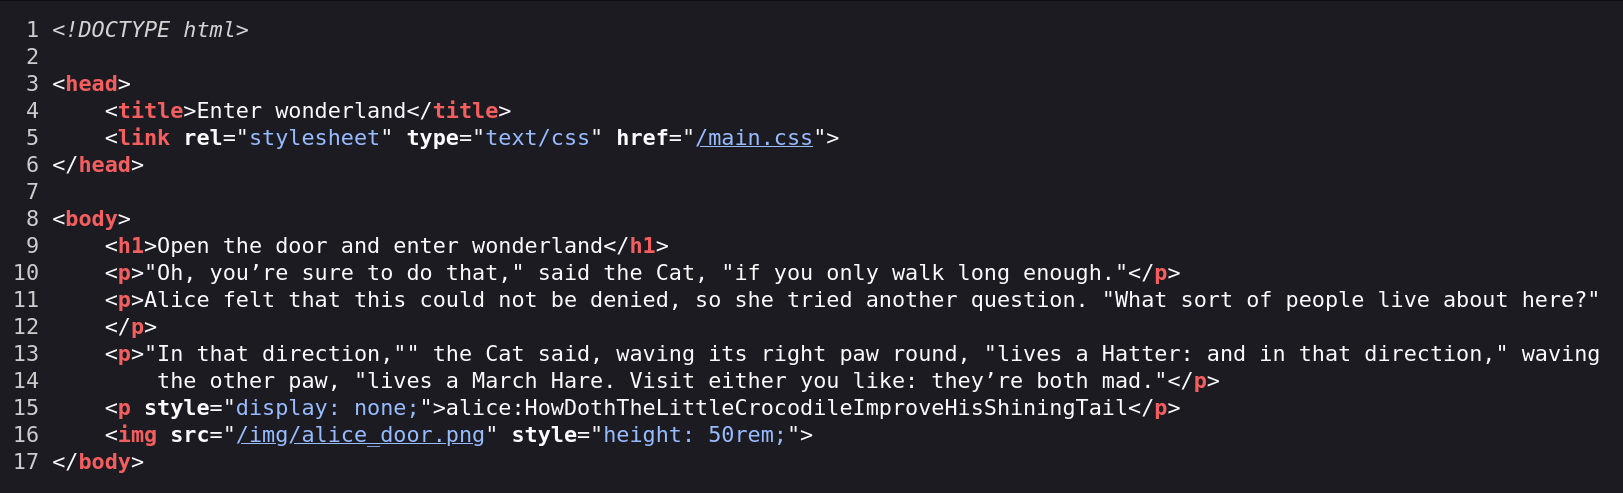 1 <!DOCTYPE html>
2
3 <head>
4     <title>Enter wonderland</title>
5     <link rel="stylesheet" type="text/css" href="/main.css">
6 </head>
7
8 <body>
9     <h1>Open the door and enter wonderland</h1>
10     <p>"Oh, you’re sure to do that," said the Cat, "if you only walk long enough."</p>
11     <p>Alice felt that this could not be denied, so she tried another question. "What sort of people live about here?"
12     </p>
13     <p>"In that direction,"" the Cat said, waving its right paw round, "lives a Hatter: and in that direction," waving
14         the other paw, "lives a March Hare. Visit either you like: they’re both mad."</p>
15     <p style="display: none;">alice:HowDothTheLittleCrocodileImproveHisShiningTail</p>
16     <img src="/img/alice_door.png" style="height: 50rem;">
17 </body>